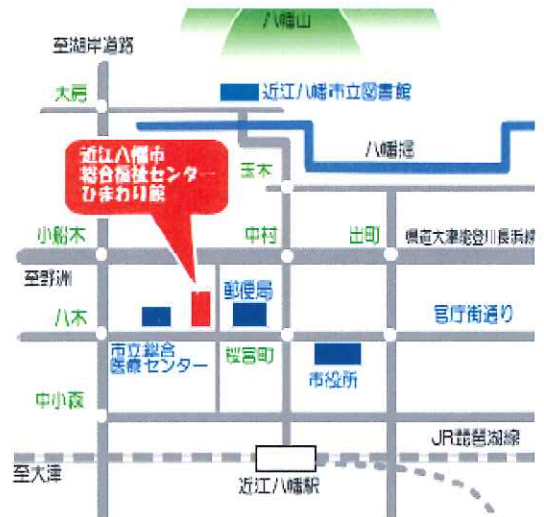 八幡山
至湖岸道路
大房
近江八幡市立図書館
八幡堀
近江八幡市
総合福祉センター
ひまわり館
玉木
小船木
中村
出町
県道大津能登川長浜線
至野洲
郵便局
八木
官庁街通り
市立総合
医療センター
桜宮町
市役所
中小森
JR琵琶湖線
至大津
近江八幡駅